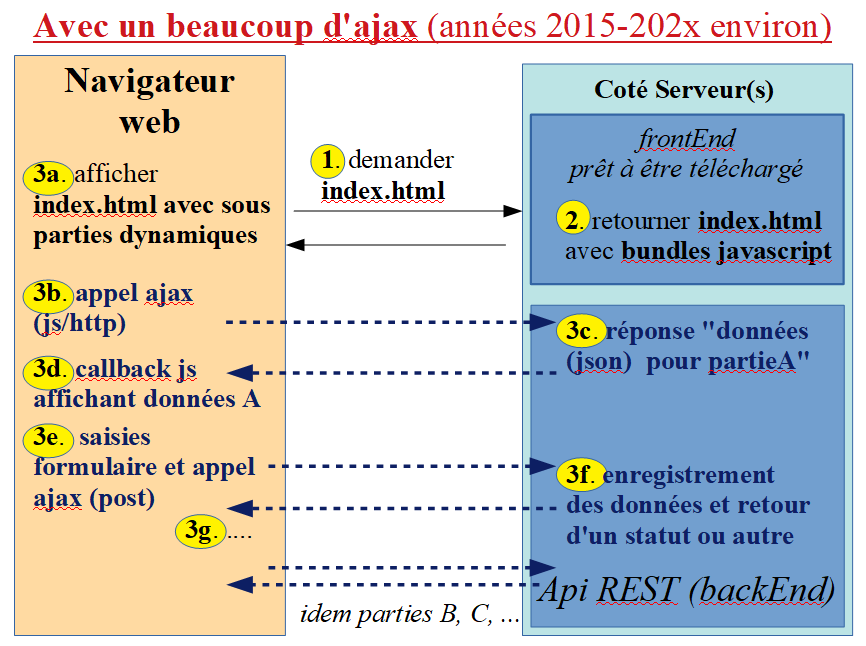 Avec un beaucoup d'ajax (années 2015-202x environ)
Navigateur
web
3a. afficher
index.html avec sous
parties dynamiques
3b. appel ajax
(js/http)
3d. callback js
affichant données A
3e. saisies
formulaire et appel
ajax (post)
3g. ....
1. demander
index.html
idem parties B, C, ...
Coté Serveur(s)
frontEnd
prêt à être téléchargé
2. retourner index.html
avec bundles javascript
3c. réponse "données
(json) pour partieA"
3f. enregistrement
des données et retour
d'un statut ou autre
Api REST (backEnd)